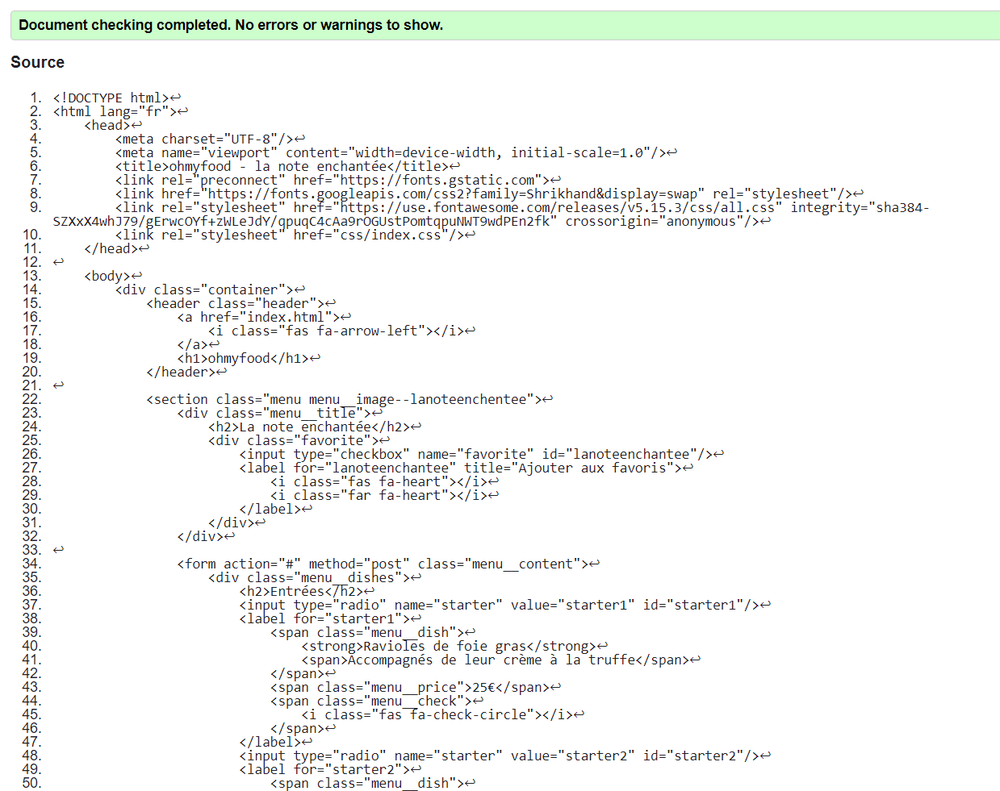 Document checking completed. No errors or warnings to show.
Source
1. <!DOCTYPE html>↩
2. <html lang="fr">↩
3.     <head>↩
4.         <meta charset="UTF-8"/>↩
5.         <meta name="viewport" content="width=device-width, initial-scale=1.0"/>↩
6.         <title>ohmyfood - la note enchantée</title>↩
7.         <link rel="preconnect" href="https://fonts.gstatic.com">↩
8.         <link href="https://fonts.googleapis.com/css2?family=Shrikhand&display=swap" rel="stylesheet"/>↩
9.         <link rel="stylesheet" href="https://use.fontawesome.com/releases/v5.15.3/css/all.css" integrity="sha384-
SZXxX4whJ79/gErwcOYf+zWLeJdY/qpuqC4cAa9rOGUstPomtqpuNWT9wdPEn2fk" crossorigin="anonymous"/>↩
10.         <link rel="stylesheet" href="css/index.css"/>↩
11.     </head>↩
12. ↩
13.     <body>↩
14.         <div class="container">↩
15.             <header class="header">↩
16.                 <a href="index.html">↩
17.                     <i class="fas fa-arrow-left"></i>↩
18.                 </a>↩
19.                 <h1>ohmyfood</h1>↩
20.             </header>↩
21. ↩
22.             <section class="menu menu__image--lanoteenchentee">↩
23.                 <div class="menu__title">↩
24.                     <h2>La note enchantée</h2>↩
25.                     <div class="favorite">↩
26.                         <input type="checkbox" name="favorite" id="lanoteenchantee"/>↩
27.                         <label for="lanoteenchantee" title="Ajouter aux favoris">↩
28.                             <i class="fas fa-heart"></i>↩
29.                             <i class="far fa-heart"></i>↩
30.                         </label>↩
31.                     </div>↩
32.                 </div>↩
33. ↩
34.                 <form action="#" method="post" class="menu__content">↩
35.                     <div class="menu__dishes">↩
36.                         <h2>Entrées</h2>↩
37.                         <input type="radio" name="starter" value="starter1" id="starter1"/>↩
38.                         <label for="starter1">↩
39.                             <span class="menu__dish">↩
40.                                 <strong>Ravioles de foie gras</strong>↩
41.                                 <span>Accompagnés de leur crème à la truffe</span>↩
42.                             </span>↩
43.                             <span class="menu__price">25€</span>↩
44.                             <span class="menu__check">↩
45.                                 <i class="fas fa-check-circle"></i>↩
46.                             </span>↩
47.                         </label>↩
48.                         <input type="radio" name="starter" value="starter2" id="starter2"/>↩
49.                         <label for="starter2">↩
50.                             <span class="menu__dish">↩